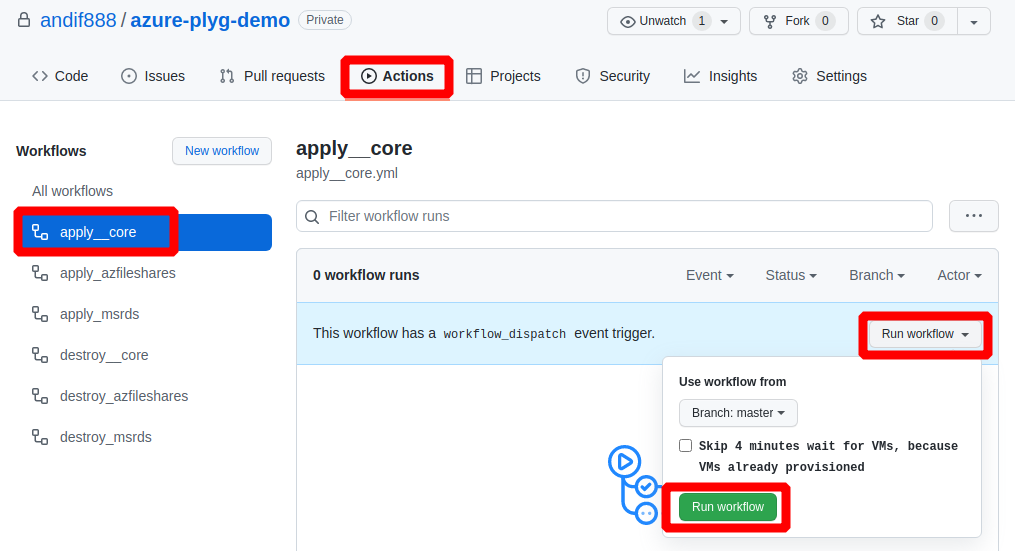 andif888 / azure-plyg-demo Private Unwatch 1 Fork 0 Star 0
Code Issues Pull requests Actions Projects Security Insights Settings
Workflows New workflow
All workflows
apply__core
apply_azfileshares
apply_msrds
destroy__core
destroy_azfileshares
destroy_msrds
apply__core
apply__core.yml
Filter workflow runs
0 workflow runs Event Status Branch Actor
This workflow has a workflow_dispatch event trigger. Run workflow
Use workflow from
Branch: master
Skip 4 minutes wait for VMs, because
VMs already provisioned
Run workflow